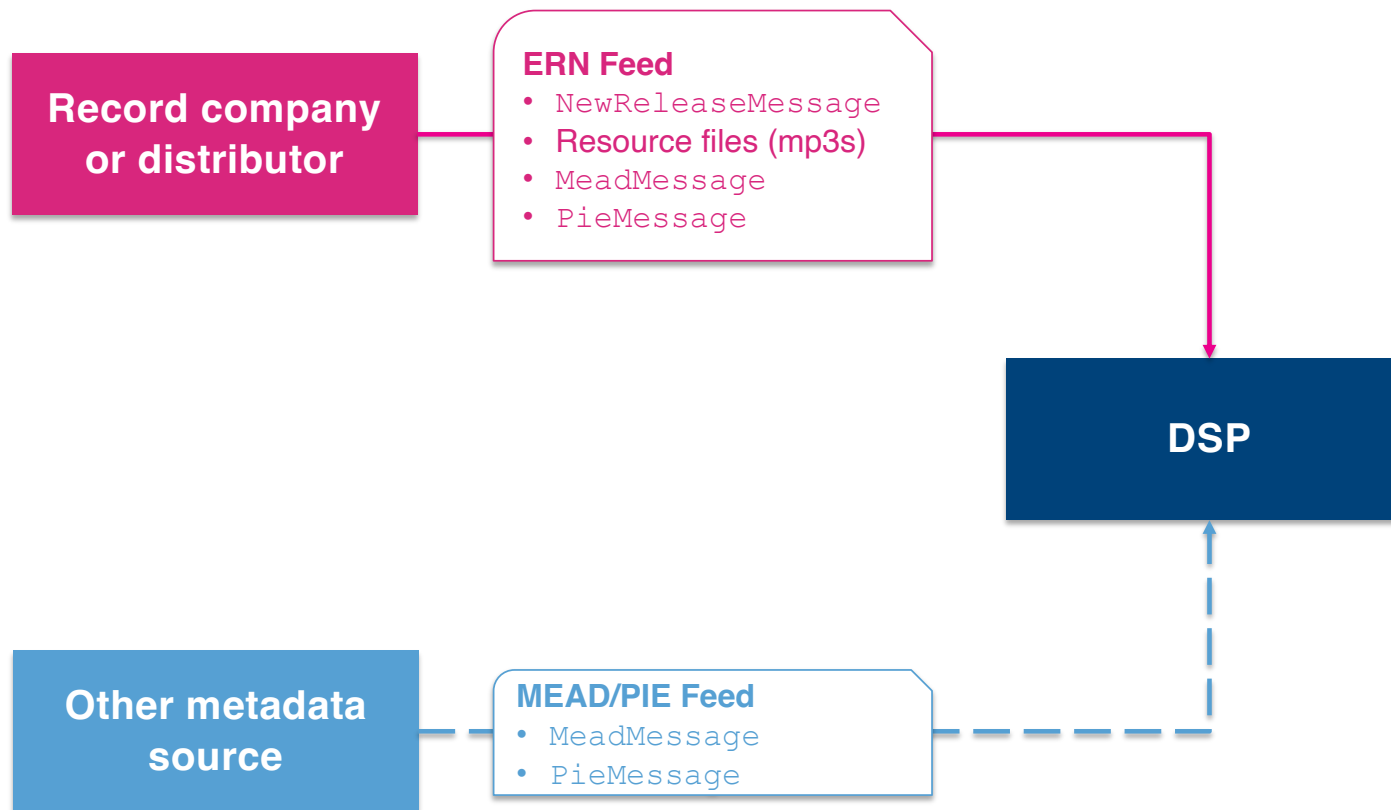 Record company
or distributor
ERN Feed
• NewReleaseMessage
• Resource files (mp3s)
• MeadMessage
• PieMessage
DSP
Other metadata
source
MEAD/PIE Feed
• MeadMessage
• PieMessage